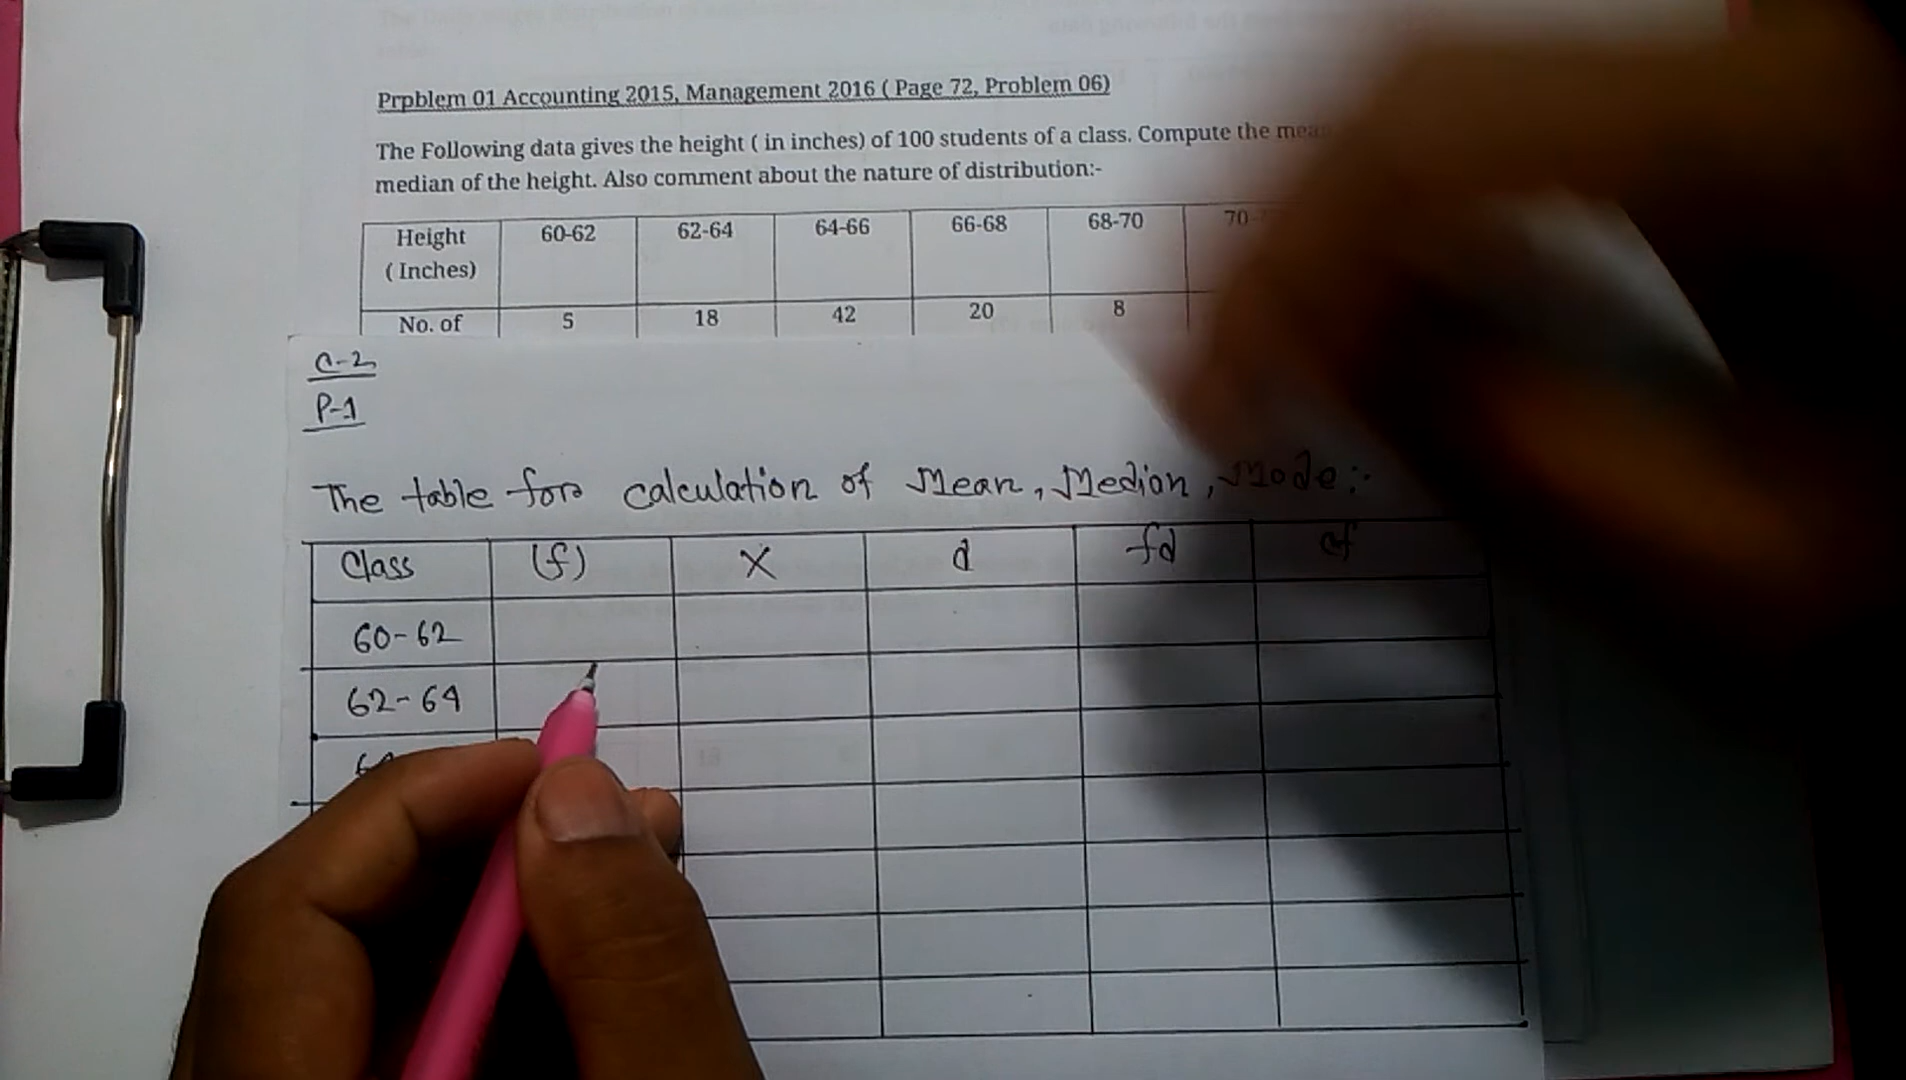 Prpblem 01 Accounting 2015, Management 2016 ( Page 72, Problem 06)
The Following data gives the height ( in inches) of 100 students of a class. Compute the
median of the height. Also comment about the nature of distribution:-
Height ( Inches) 60-62 62-64 64-66 66-68 68-70 70
No. of 5 18 42 20 8
C-2
P-1
The table for calculation of Mean, Median, Mode:-
Class (f) X d fd cf
60-62
62-64